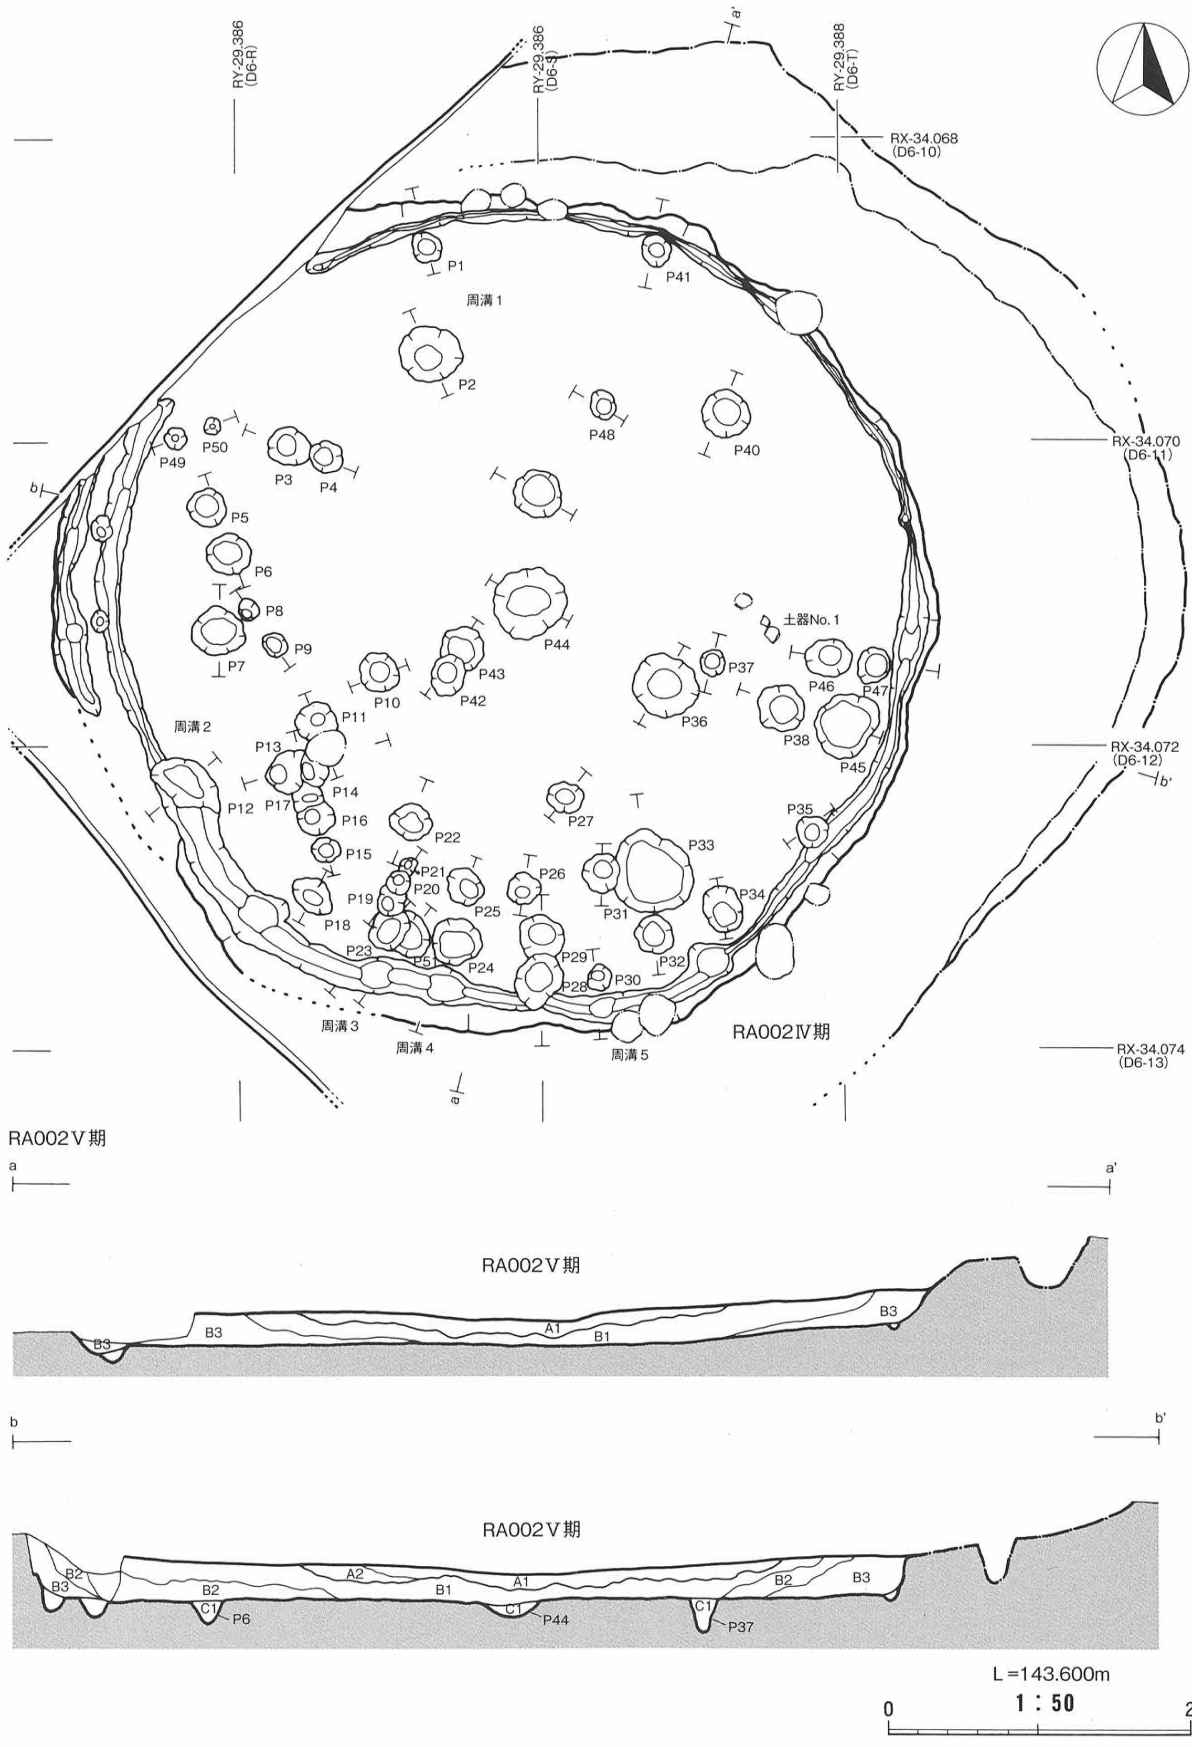 a'
RY-29.386
(D6-R)
RY-29.386
(D6-S)
RY-29.388
(D6-T)
RX-34.068
(D6-10)
P1
P41
周溝1
P2
P48
P40
P50
P49
P3
P4
RX-34.070
(D6-11)
b
P5
P6
P8
P7
P9
P44
土器No.1
P43
P42
P10
P37
P46
P47
P36
P38
P45
周溝2
P11
P13
P14
P12
P17
P16
RX-34.072
(D6-12)
b'
P27
P35
P15
P22
P33
P21
P20
P26
P19
P25
P31
P34
P18
P23
P51
P24
P29
P32
P28
P30
周溝3
周溝4
周溝5
RA002Ⅳ期
RX-34.074
(D6-13)
a
RA002Ⅴ期
a
a'
RA002Ⅴ期
B3
B3
A1
B1
B3
b
b'
RA002Ⅴ期
B2
B3
B2
A2
B1
A1
B2
B3
C1
P6
C1
P44
C1
P37
L=143.600m
1:50
0
2